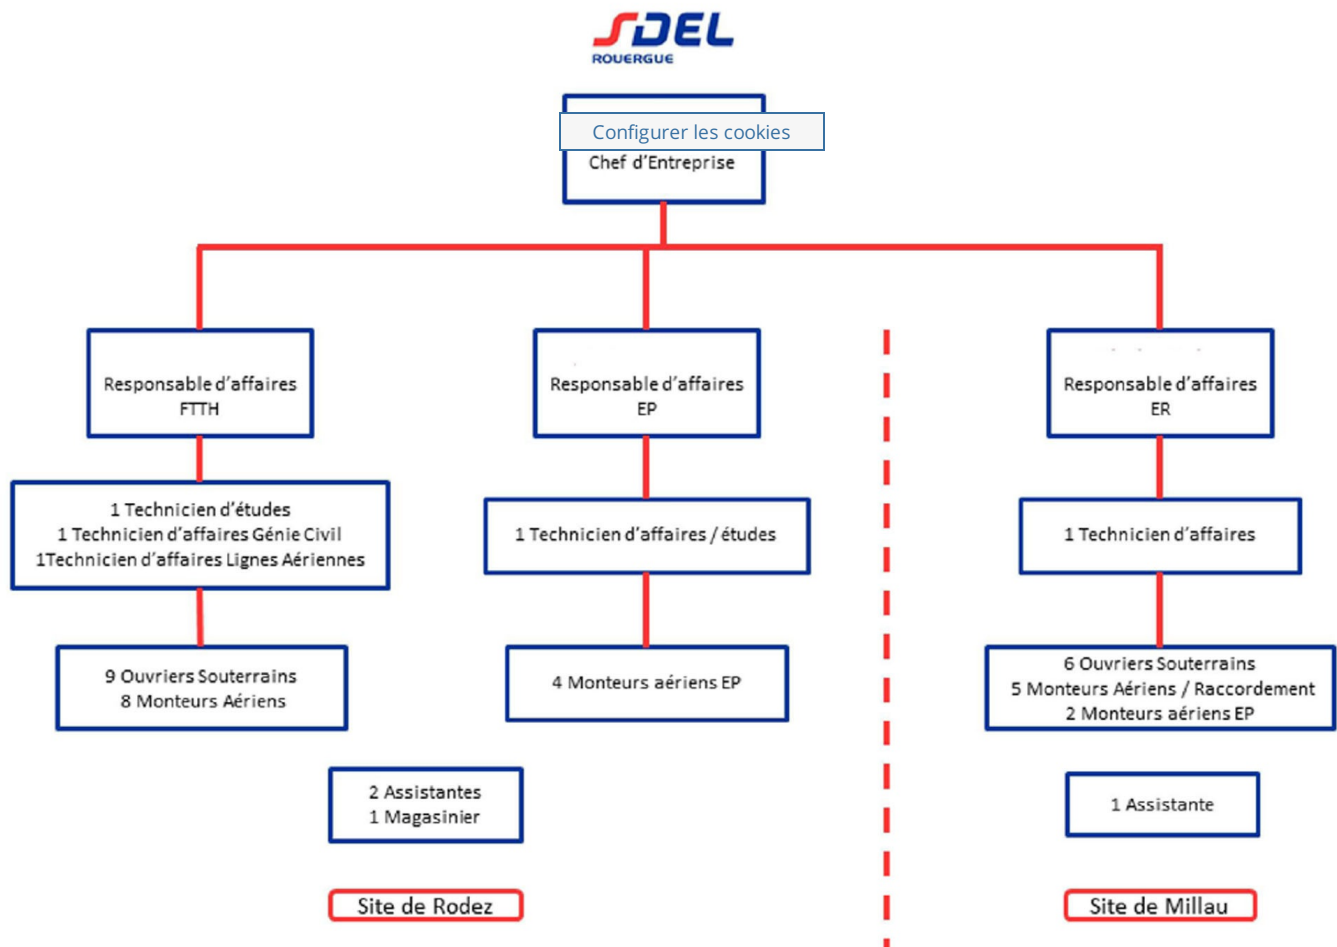 SDEL
ROUERGUE
Configurer les cookies
Chef d'Entreprise
Responsable d'affaires
FTTH
Responsable d'affaires
EP
Responsable d'affaires
ER
1 Technicien d'études
1 Technicien d'affaires Génie Civil
1Technicien d'affaires Lignes Aériennes
1 Technicien d'affaires / études
1 Technicien d'affaires
9 Ouvriers Souterrains
8 Monteurs Aériens
4 Monteurs aériens EP
6 Ouvriers Souterrains
5 Monteurs Aériens / Raccordement
2 Monteurs aériens EP
2 Assistantes
1 Magasinier
1 Assistante
Site de Rodez
Site de Millau